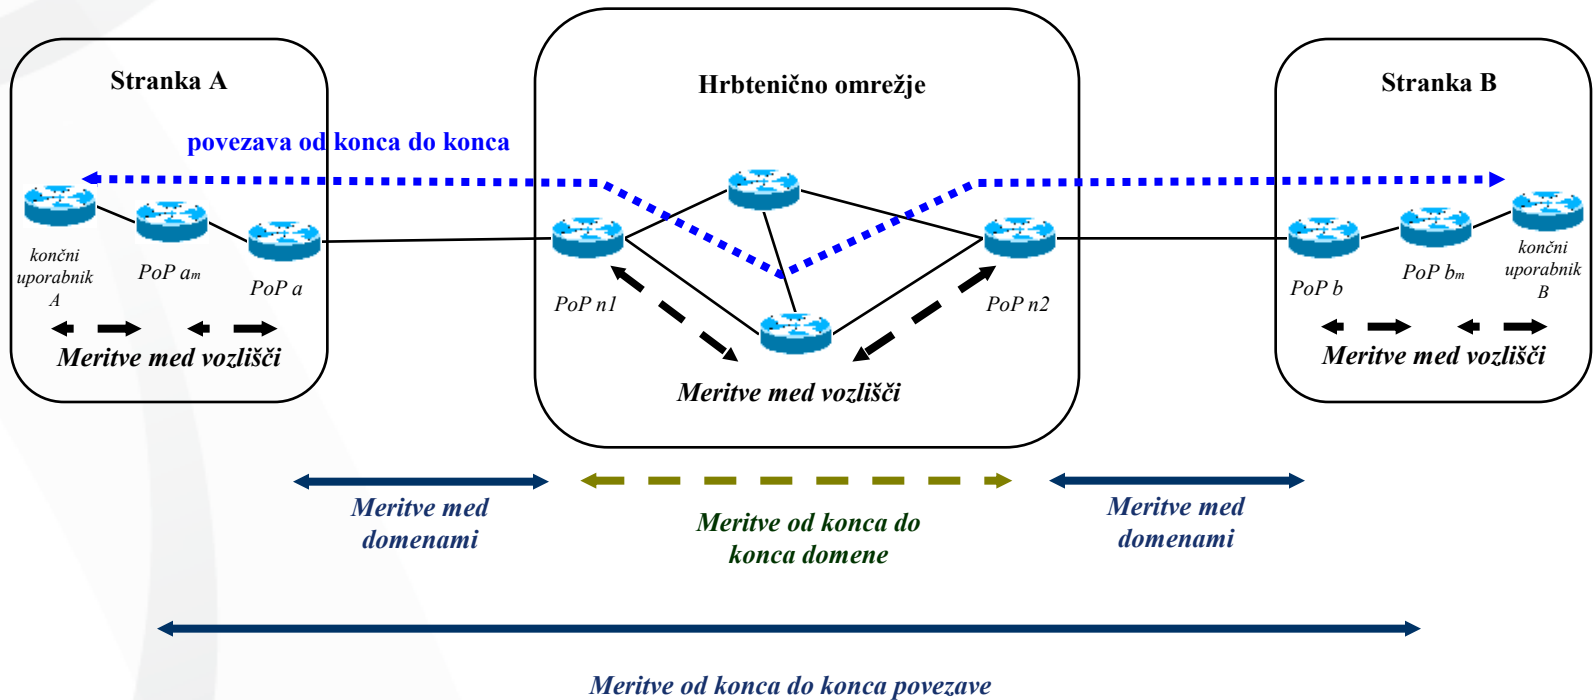 Stranka A
Hrbtenično omrežje
Stranka B
povezava od konca do konca
končni
uporabnik
A
PoP am
PoP a
PoP n1
PoP n2
PoP b
PoP bm
končni
uporabnik
B
Meritve med vozlišči
Meritve med vozlišči
Meritve med vozlišči
Meritve med
domenami
Meritve od konca do
konca domene
Meritve med
domenami
Meritve od konca do konca povezave